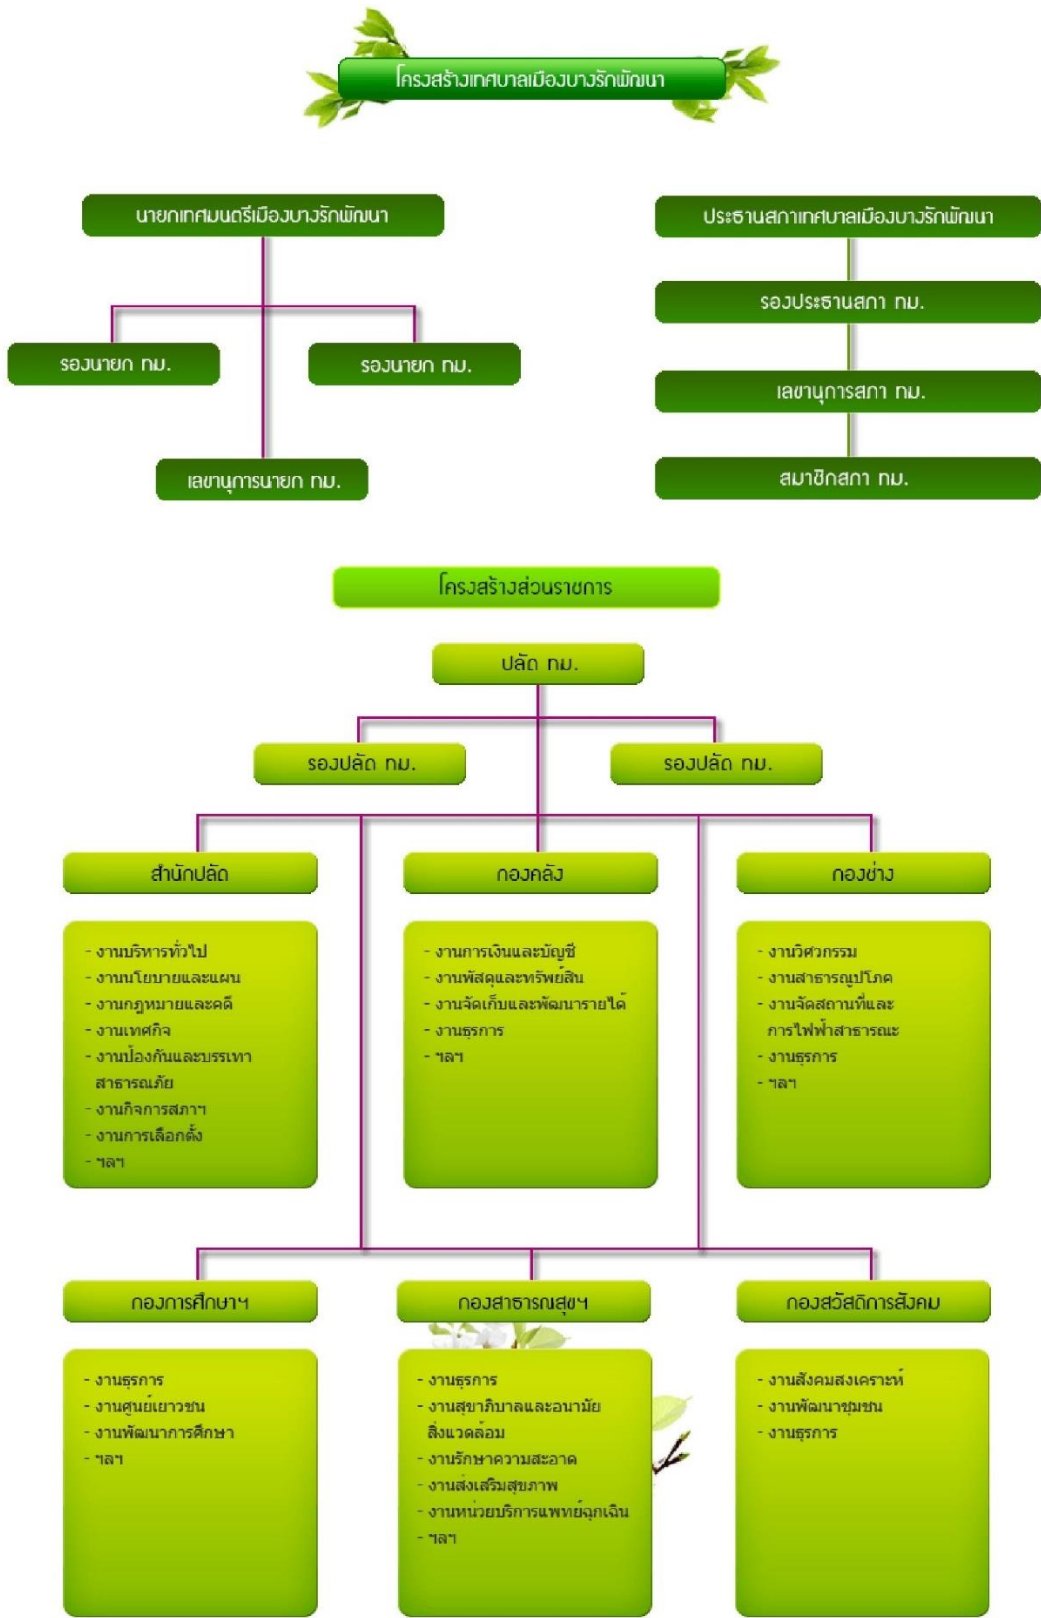 โครงสร้างเทศบาลเมืองบางรักพัฒนา
นายกเทศมนตรีเมืองบางรักพัฒนา
รองนายก ทม.
รองนายก ทม.
เลขานุการนายก ทม.
ประธานสภาเทศบาลเมืองบางรักพัฒนา
รองประธานสภา ทม.
เลขานุการสภา ทม.
สมาชิกสภา ทม.
โครงสร้างส่วนราชการ
ปลัด ทม.
รองปลัด ทม.
รองปลัด ทม.
สำนักปลัด
- งานบริหารทั่วไป
- งานนโยบายและแผน
- งานกฎหมายและคดี
- งานเทศกิจ
- งานป้องกันและบรรเทา
สาธารณภัย
- งานกิจการสภาฯ
- งานการเลือกตั้ง
- ฯลฯ
กองคลัง
- งานการเงินและบัญชี
- งานพัสดุและทรัพย์สิน
- งานจัดเก็บและพัฒนารายได้
- งานธุรการ
- ฯลฯ
กองช่าง
- งานวิศวกรรม
- งานสาธารณูปโภค
- งานจัดสถานที่และ
การไฟฟ้าสาธารณะ
- งานธุรการ
- ฯลฯ
กองการศึกษาฯ
- งานธุรการ
- งานศูนย์เยาวชน
- งานพัฒนาการศึกษา
- ฯลฯ
กองสาธารณสุขฯ
- งานธุรการ
- งานสุขาภิบาลและอนามัย
สิ่งแวดล้อม
- งานรักษาความสะอาด
- งานส่งเสริมสุขภาพ
- งานหน่วยบริการแพทย์ฉุกเฉิน
- ฯลฯ
กองสวัสดิการสังคม
- งานสังคมสงเคราะห์
- งานพัฒนาชุมชน
- งานธุรการ